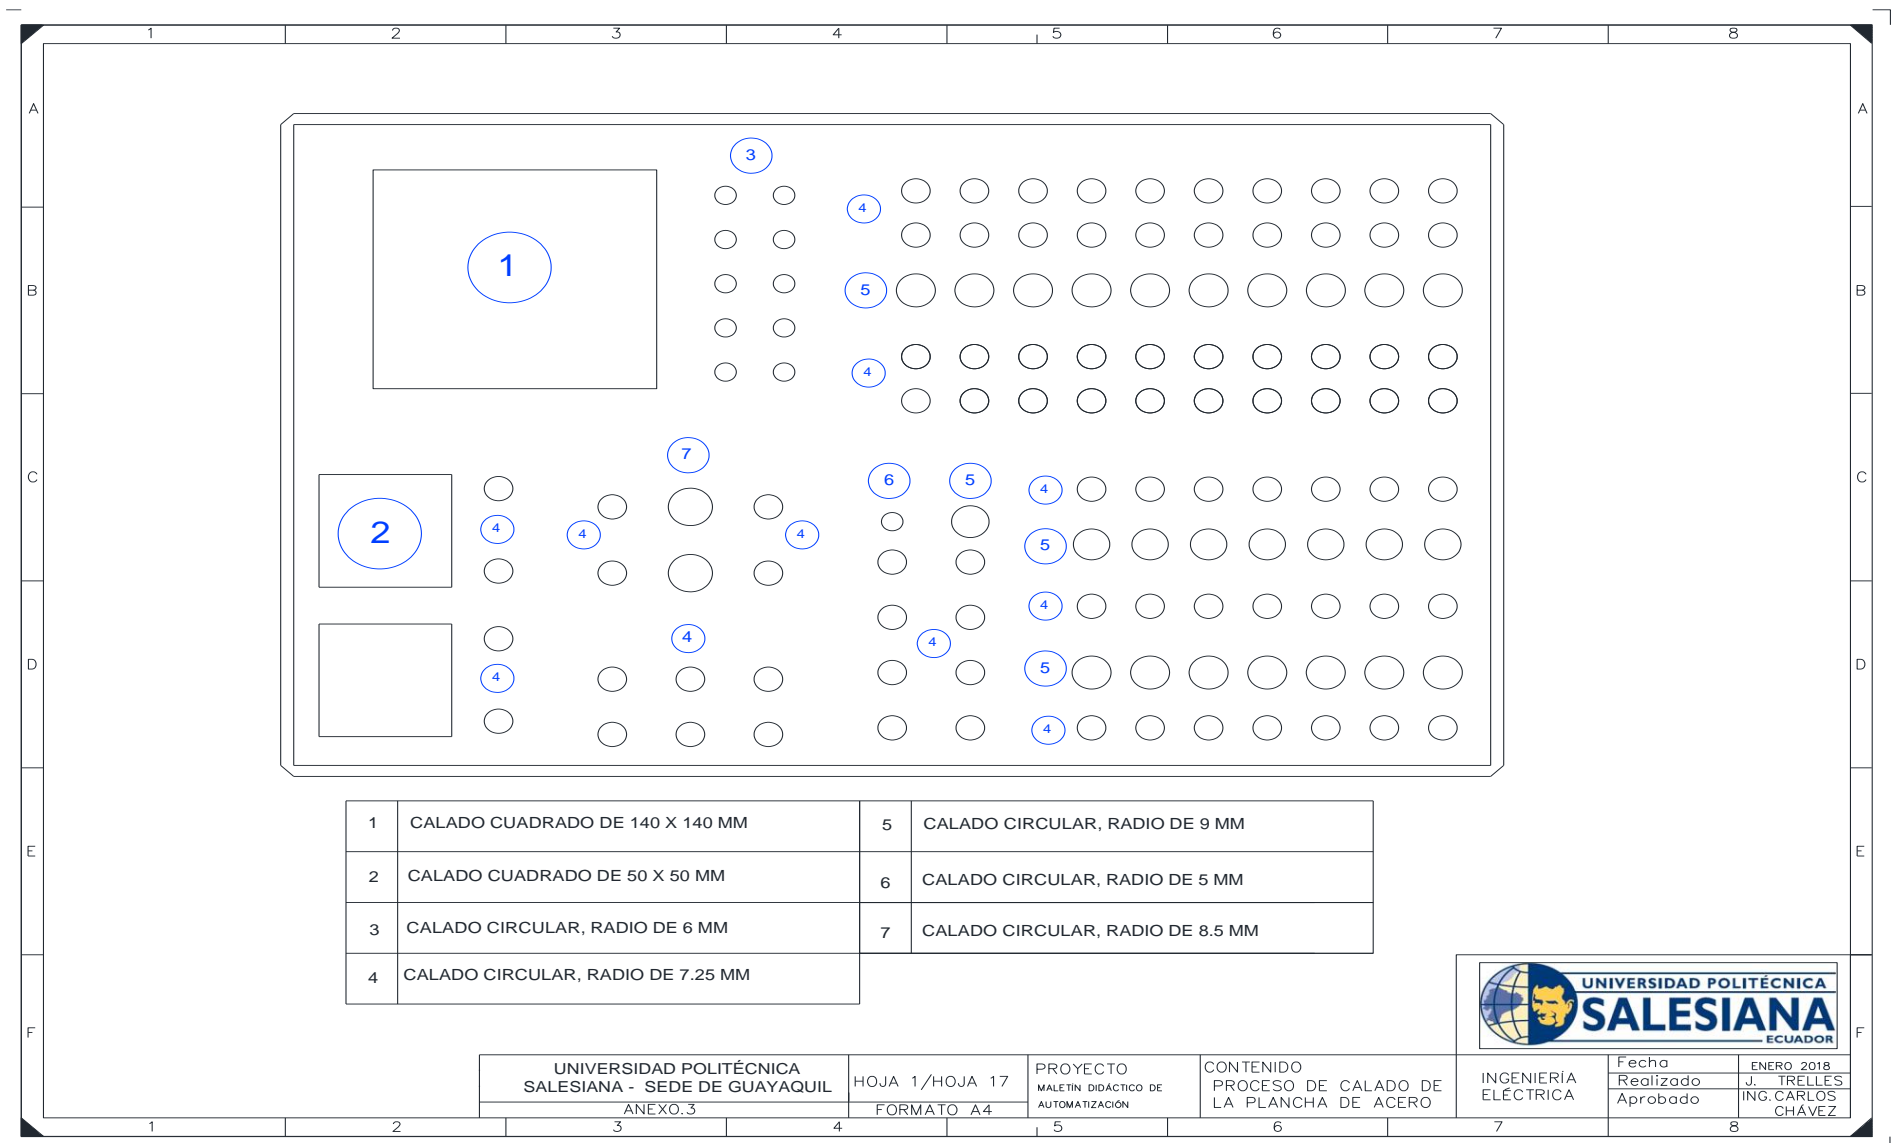 1 2 3 4 5 6 7 8
A A
3
4
1
B 5 B
4
7
C 6 5 4 C
2 4 4 4 5
4
4 4
D 4 5 D
4
1 CALADO CUADRADO DE 140 X 140 MM 5 CALADO CIRCULAR, RADIO DE 9 MM
E E
2 CALADO CUADRADO DE 50 X 50 MM 6 CALADO CIRCULAR, RADIO DE 5 MM
3 CALADO CIRCULAR, RADIO DE 6 MM 7 CALADO CIRCULAR, RADIO DE 8.5 MM
4 CALADO CIRCULAR, RADIO DE 7.25 MM
UNIVERSIDAD POLITÉCNICA
SALESIANA
ECUADOR
F F
UNIVERSIDAD POLITÉCNICA
SALESIANA - SEDE DE GUAYAQUIL
ANEXO.3
HOJA 1/HOJA 17
FORMATO A4
PROYECTO
MALETÍN DIDÁCTICO DE
AUTOMATIZACIÓN
CONTENIDO
PROCESO DE CALADO DE
LA PLANCHA DE ACERO
INGENIERÍA
ELÉCTRICA
Fecha ENERO 2018
Realizado J. TRELLES
Aprobado ING.CARLOS
CHÁVEZ
1 2 3 4 5 6 7 8